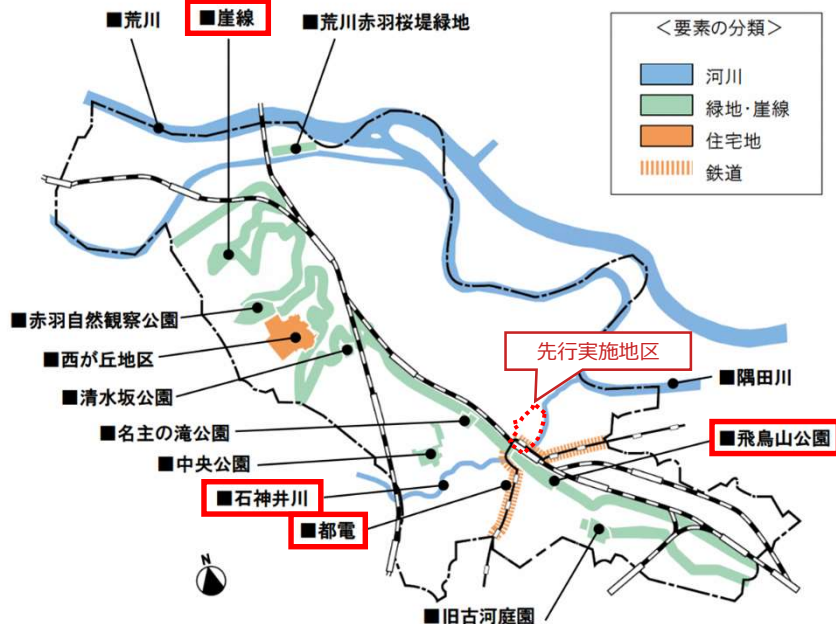 ■荒川
■崖線
■荒川赤羽桜堤緑地
＜要素の分類＞
河川
緑地・崖線
住宅地
鉄道
■赤羽自然観察公園
■西が丘地区
■清水坂公園
■名主の滝公園
■中央公園
■石神井川
■都電
先行実施地区
■隅田川
■飛鳥山公園
■旧古河庭園
N